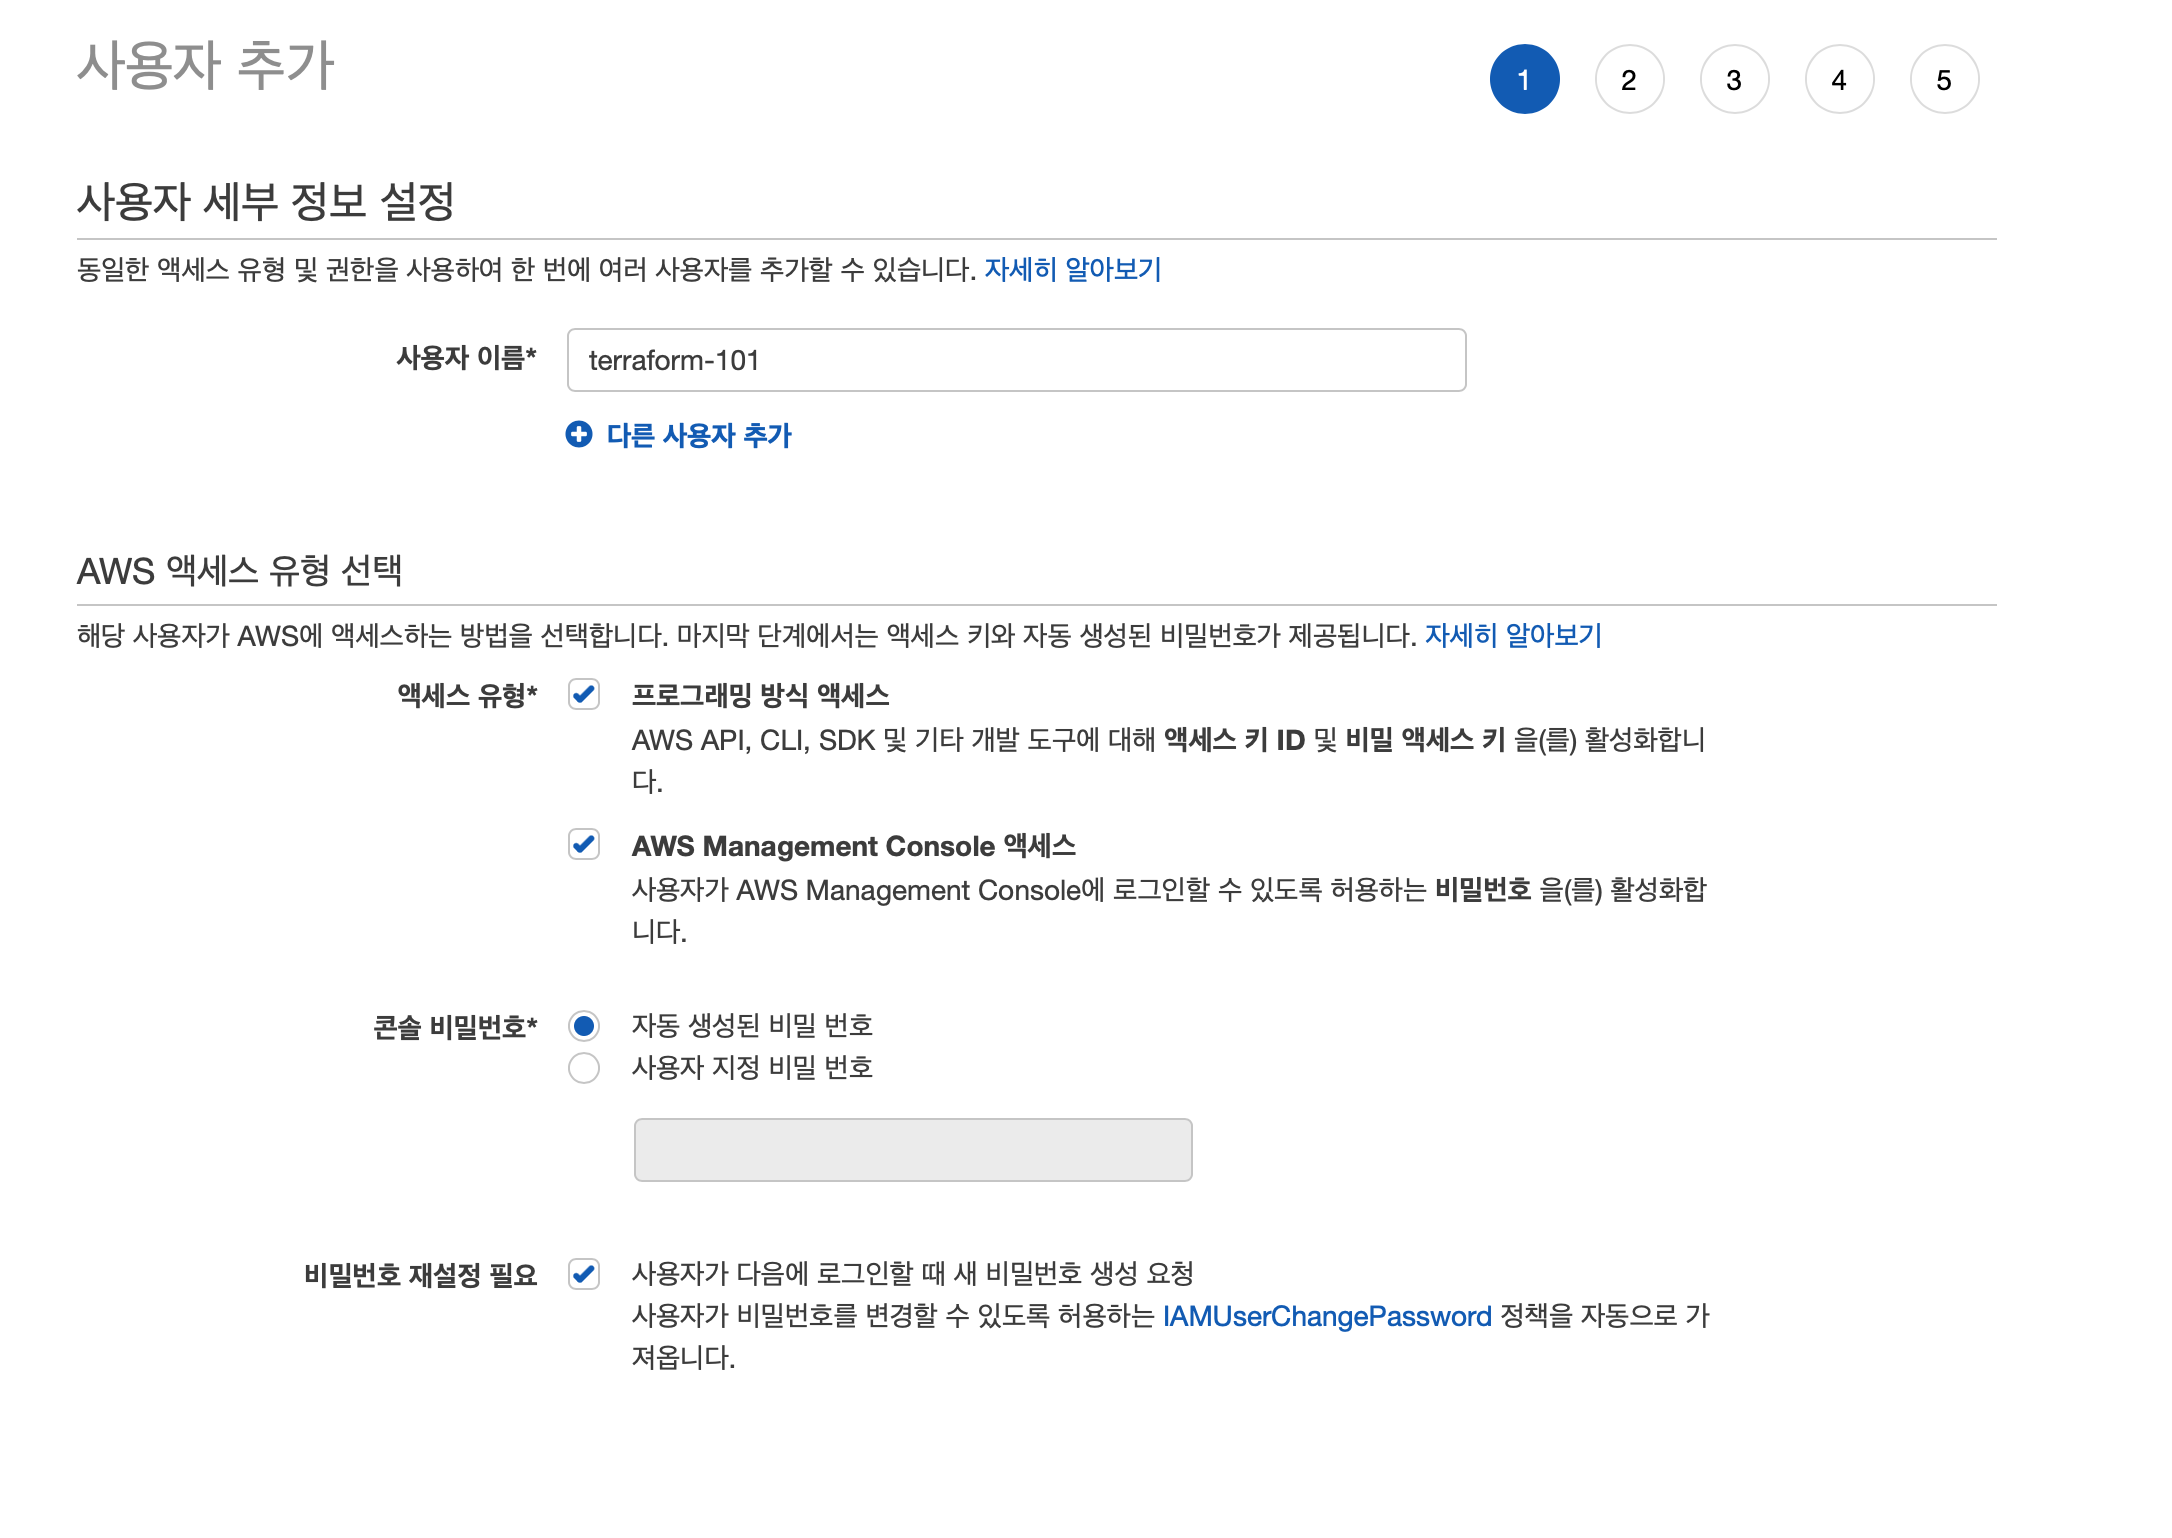 사용자 추가
1 2 3 4 5
사용자 세부 정보 설정
동일한 액세스 유형 및 권한을 사용하여 한 번에 여러 사용자를 추가할 수 있습니다. 자세히 알아보기
사용자 이름* terraform-101
다른 사용자 추가
AWS 액세스 유형 선택
해당 사용자가 AWS에 액세스하는 방법을 선택합니다. 마지막 단계에서는 액세스 키와 자동 생성된 비밀번호가 제공됩니다. 자세히 알아보기
액세스 유형* 프로그래밍 방식 액세스
AWS API, CLI, SDK 및 기타 개발 도구에 대해 액세스 키 ID 및 비밀 액세스 키 을(를) 활성화합니
다.
AWS Management Console 액세스
사용자가 AWS Management Console에 로그인할 수 있도록 허용하는 비밀번호 을(를) 활성화합
니다.
콘솔 비밀번호* 자동 생성된 비밀 번호
사용자 지정 비밀 번호
비밀번호 재설정 필요 사용자가 다음에 로그인할 때 새 비밀번호 생성 요청
사용자가 비밀번호를 변경할 수 있도록 허용하는 IAMUserChangePassword 정책을 자동으로 가
져옵니다.